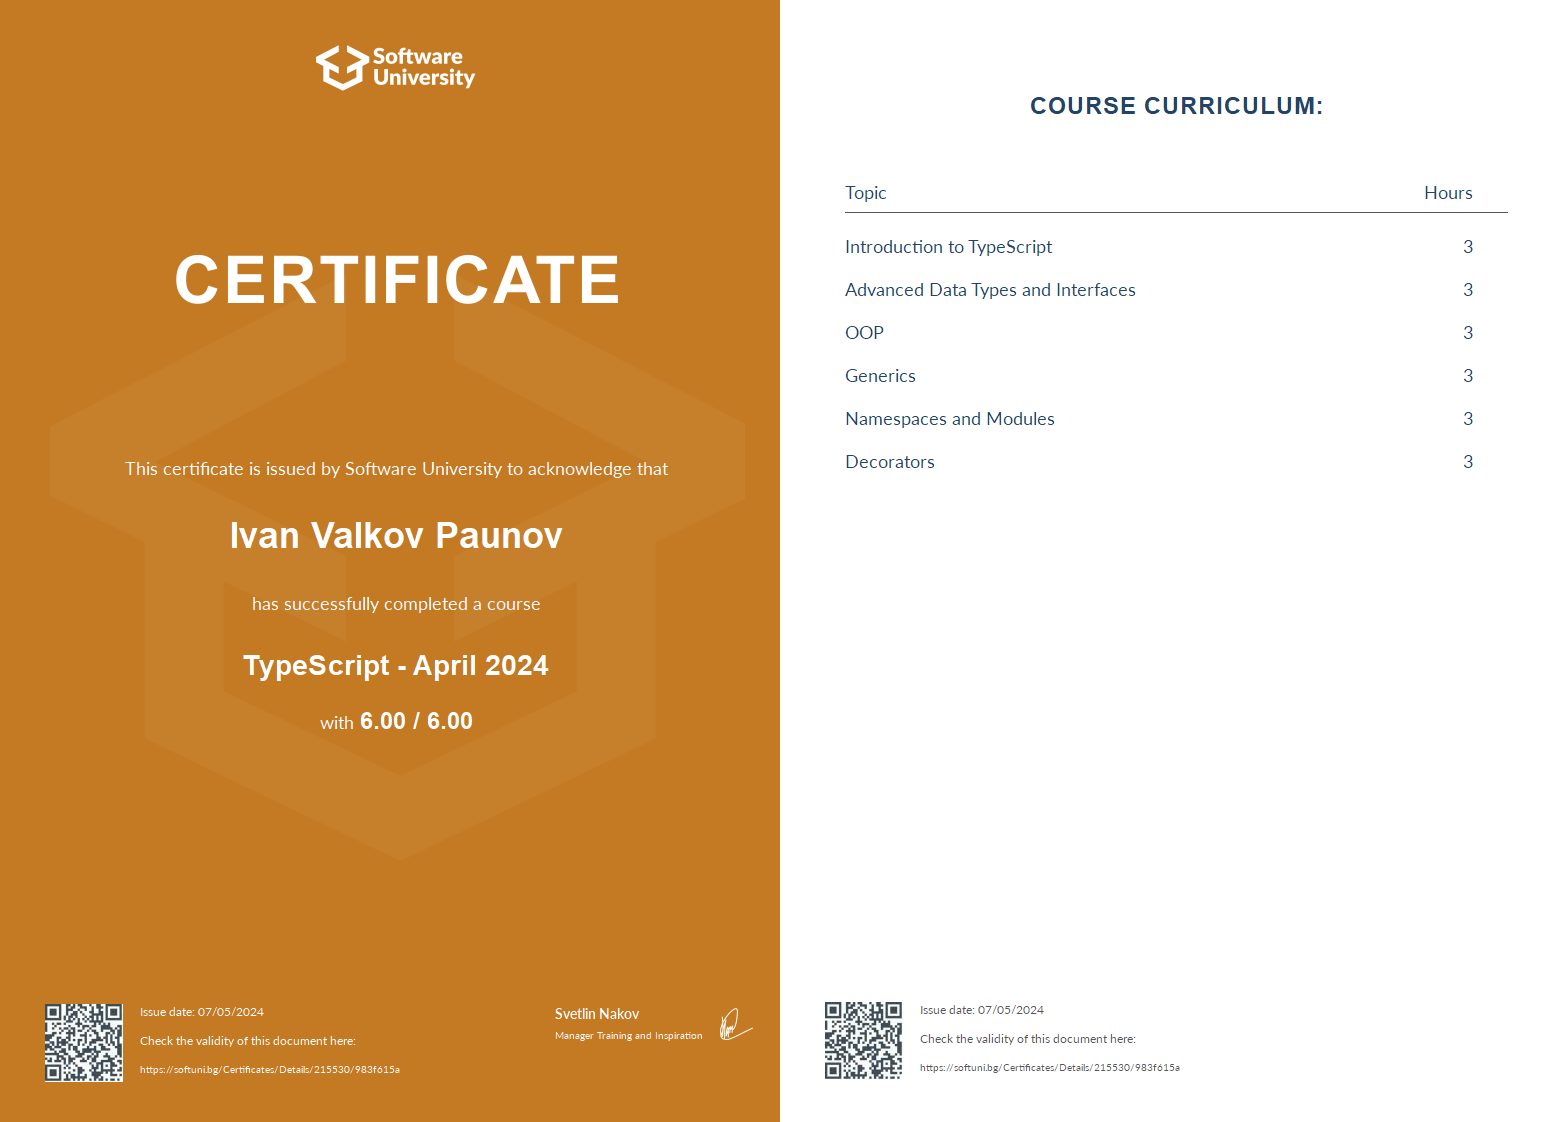 Software
University
CERTIFICATE
This certificate is issued by Software University to acknowledge that
Ivan Valkov Paunov
has successfully completed a course
TypeScript - April 2024
with 6.00 / 6.00
Issue date: 07/05/2024
Check the validity of this document here:
https://softuni.bg/Certificates/Details/215530/983f615a
Svetlin Nakov
Manager Training and Inspiration
COURSE CURRICULUM:
Topic Hours
Introduction to TypeScript 3
Advanced Data Types and Interfaces 3
OOP 3
Generics 3
Namespaces and Modules 3
Decorators 3
Issue date: 07/05/2024
Check the validity of this document here:
https://softuni.bg/Certificates/Details/215530/983f615a